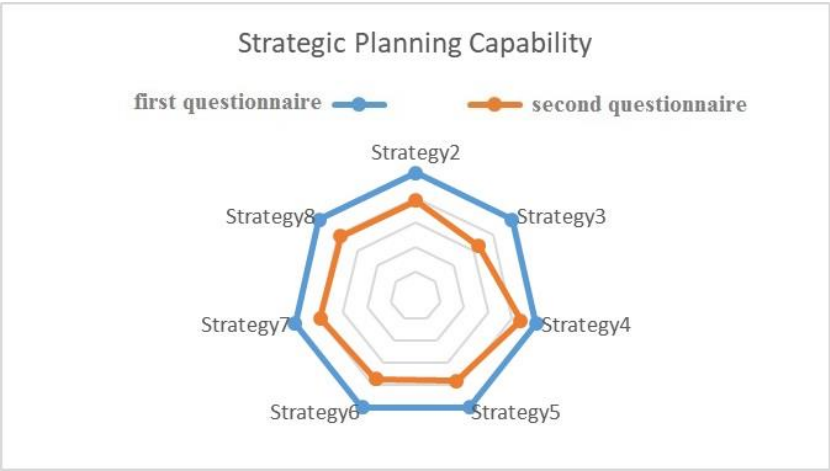 Strategic Planning Capability
first questionnaire
second questionnaire
Strategy2
Strategy8
Strategy3
Strategy7
Strategy4
Strategy6
Strategy5